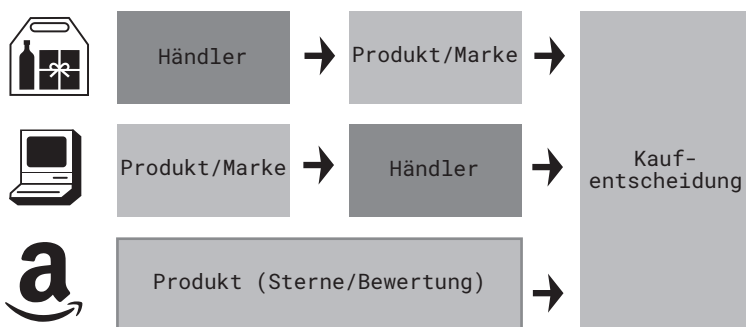 Händler
Produkt/Marke
Produkt/Marke
Händler
Kauf-
entscheidung
a
Produkt (Sterne/Bewertung)